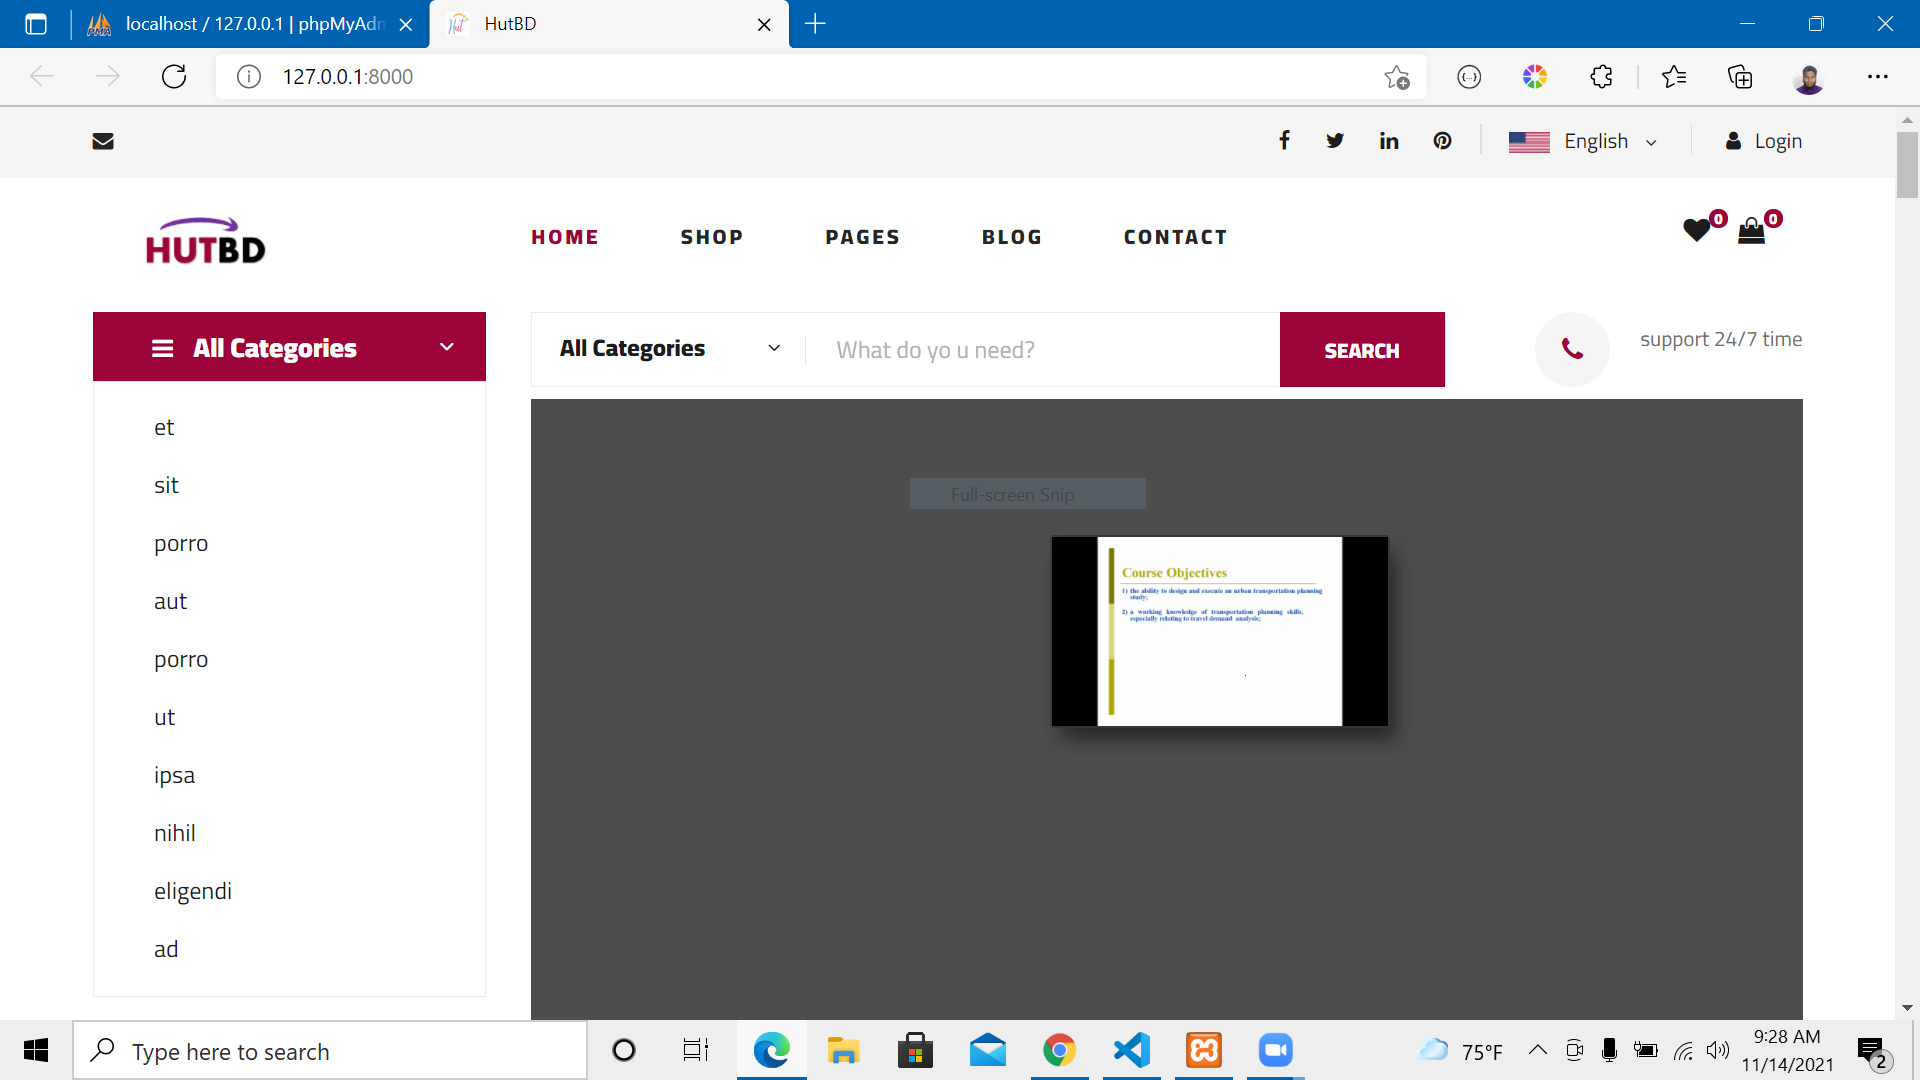 localhost / 127.0.0.1 | phpMyAdm
HutBD
127.0.0.1:8000
English
Login
HUTBD
HOME
SHOP
PAGES
BLOG
CONTACT
0
0
All Categories
All Categories
What do yo u need?
SEARCH
support 24/7 time
et
sit
porro
aut
porro
ut
ipsa
nihil
eligendi
ad
Full-screen Snip
Course Objectives
1) the ability to design and execute an urban transportation planning
study;
2) a working knowledge of transportation planning skills,
especially relating to travel demand analysis;
Type here to search
75°F
9:28 AM
11/14/2021
2